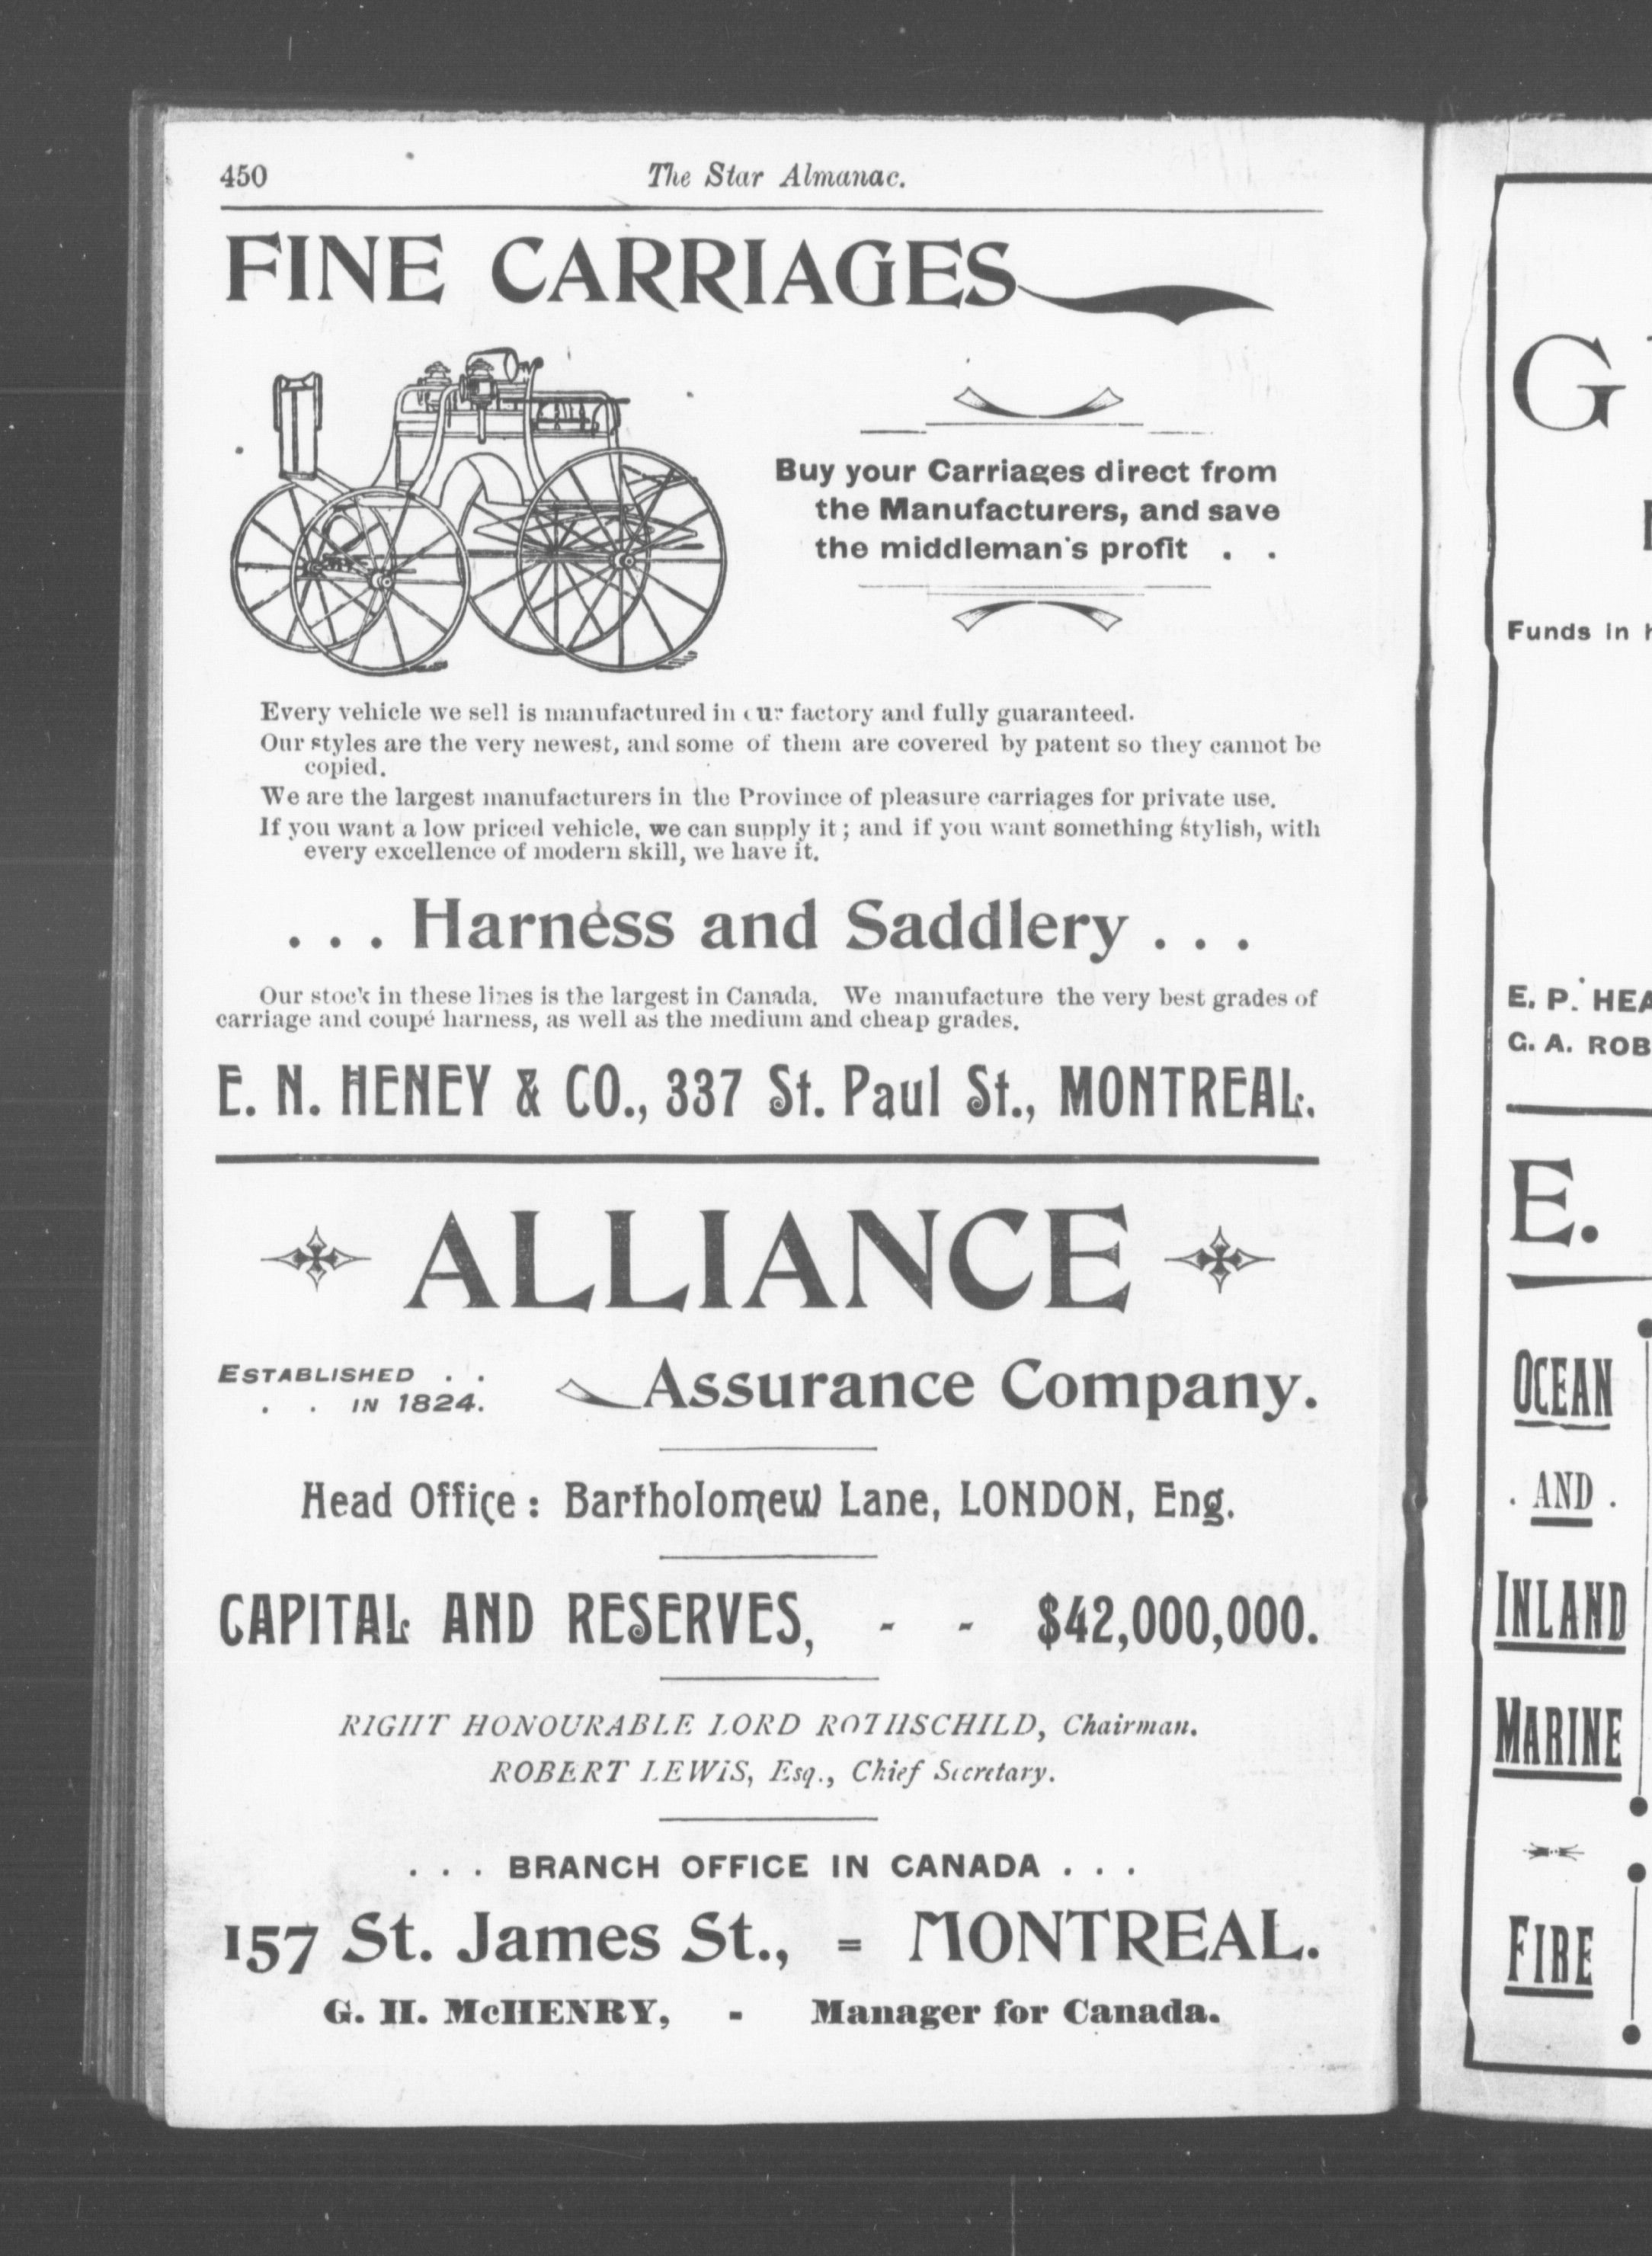 450 The Star Almanac.
FINE CARRIAGES
Buy your Carriages direct from
the Manufacturers, and save
the middleman's profit . .
Every vehicle we sell is manufactured in our factory and fully guaranteed.
Our styles are the very newest, and some of them are covered by patent so they cannot be
copied.
We are the largest manufacturers in the Province of pleasure carriages for private use.
If you want a low priced vehicle, we can supply it; and if you want something stylish, with
every excellence of modern skill, we have it.
. . . Harness and Saddlery . . .
Our stock in these lines is the largest in Canada. We manufacture the very best grades of
carriage and coupé harness, as well as the medium and cheap grades.
E. N. HENEY & CO., 337 St. Paul St., MONTREAL.
ALLIANCE
ESTABLISHED . .
. . IN 1824.
Assurance Company.
Head Office: Bartholomew Lane, LONDON, Eng.
CAPITAL AND RESERVES, - - $42,000,000.
RIGHT HONOURABLE LORD ROTHSCHILD, Chairman.
ROBERT LEWIS, Esq., Chief Secretary.
. . . BRANCH OFFICE IN CANADA . . .
157 St. James St., = MONTREAL.
G. H. McHENRY, - Manager for Canada.
G
Funds in
E. P. HEA
G. A. ROB
E.
OCEAN
. AND .
INLAND
MARINE
FIRE